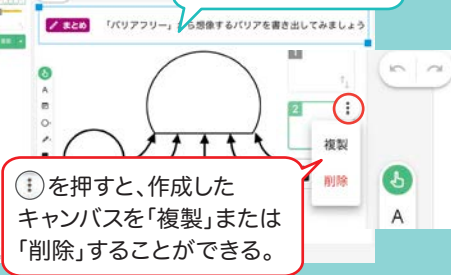 まとめ 「バリアフリー」から想像するバリアを書き出してみましょう
A
1
2
複製
削除
A
⋮を押すと、作成した
キャンバスを「複製」または
「削除」することができる。